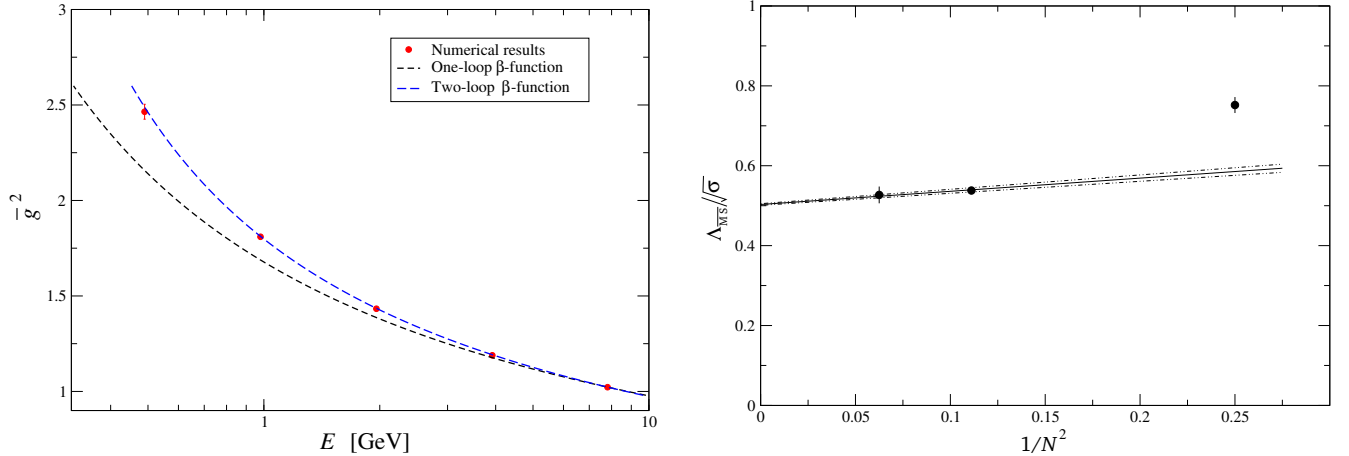 3
2.5
2
1.5
1
g̅ ²
1
10
E [GeV]
Numerical results
One-loop β-function
Two-loop β-function
1
0.8
0.6
0.4
0.2
0
Λ_M̅S̅/√σ
0
0.05
0.1
0.15
0.2
0.25
1/N²